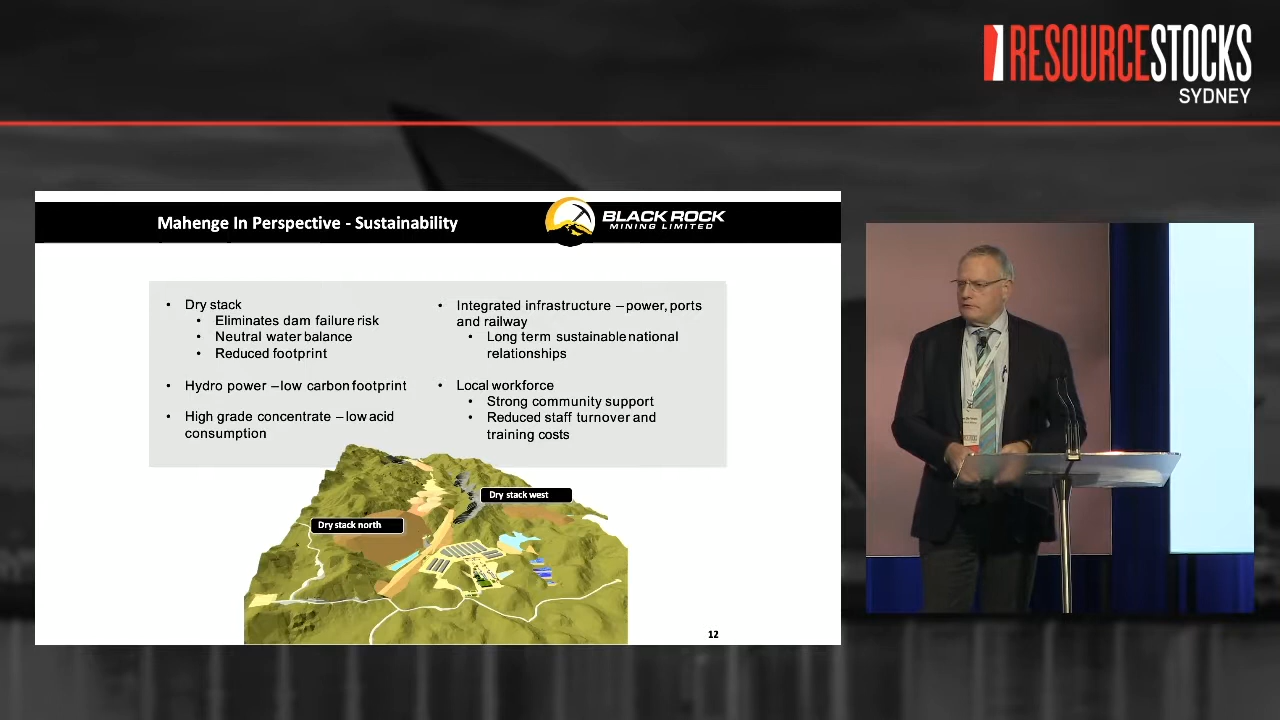 RESOURCESTOCKS
SYDNEY
Mahenge In Perspective - Sustainability
BLACK ROCK
MINING LIMITED
• Dry stack
• Eliminates dam failure risk
• Neutral water balance
• Reduced footprint
• Hydro power – low carbon footprint
• High grade concentrate – low acid
consumption
• Integrated infrastructure – power, ports
and railway
• Long term sustainable national
relationships
• Local workforce
• Strong community support
• Reduced staff turnover and
training costs
Dry stack west
Dry stack north
12